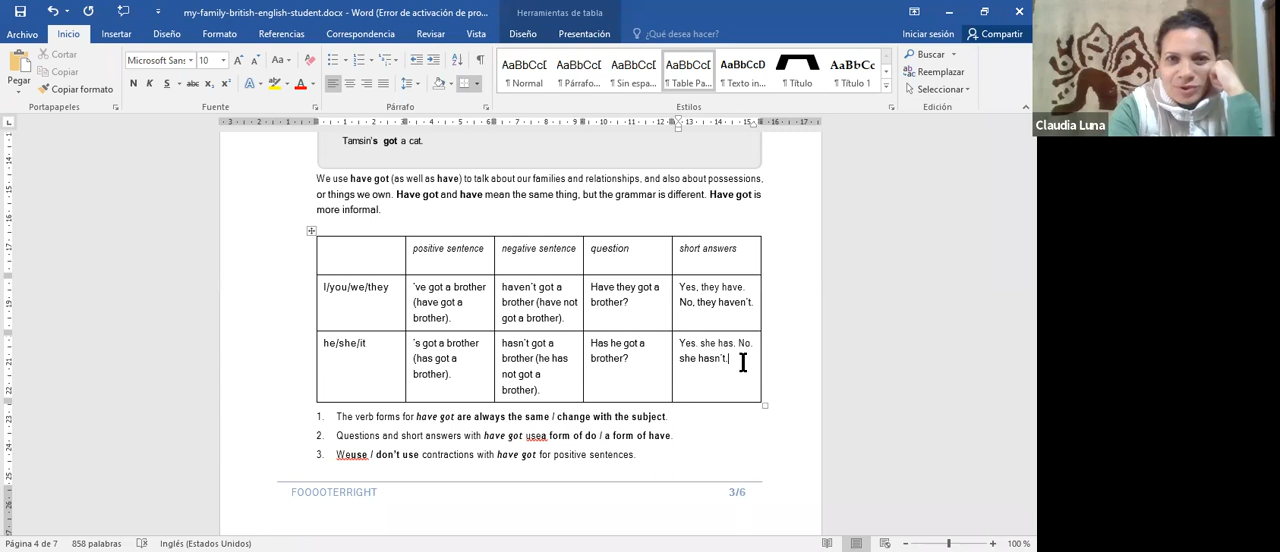 my-family-british-english-student.docx - Word (Error de activación de pro...
Herramientas de tabla
Archivo Inicio Insertar Diseño Formato Referencias Correspondencia Revisar Vista Diseño Presentación ¿Qué desea hacer? Iniciar sesión Compartir
Pegar
Cortar
Copiar
Copiar formato
Portapapeles
Microsoft San: 10
N K S abc x₂ x²
Aa
Fuente
Párrafo
AaBbCcD AaBbCcD AaBbCcD AaBbCcD AaBbCcD AaBbCc
¶ Normal ¶ Párrafo... ¶ Sin espa... ¶ Table Pa... ¶ Texto in... ¶ Título ¶ Título 1
Estilos
Buscar
Reemplazar
Seleccionar
Edición
Claudia Luna
Tamsin's got a cat.
We use have got (as well as have) to talk about our families and relationships, and also about possessions,
or things we own. Have got and have mean the same thing, but the grammar is different. Have got is
more informal.
positive sentence negative sentence question short answers
I/you/we/they
've got a brother
(have got a
brother).
haven't got a
brother (have not
got a brother).
Have they got a
brother?
Yes, they have.
No, they haven't.
he/she/it
's got a brother
(has got a
brother).
hasn't got a
brother (he has
not got a
brother).
Has he got a
brother?
Yes. she has. No.
she hasn't.
1. The verb forms for have got are always the same / change with the subject.
2. Questions and short answers with have got usea form of do / a form of have.
3. Weuse / don't use contractions with have got for positive sentences.
FOOOOTERRIGHT 3/6
Página 4 de 7 858 palabras Inglés (Estados Unidos) 100 %